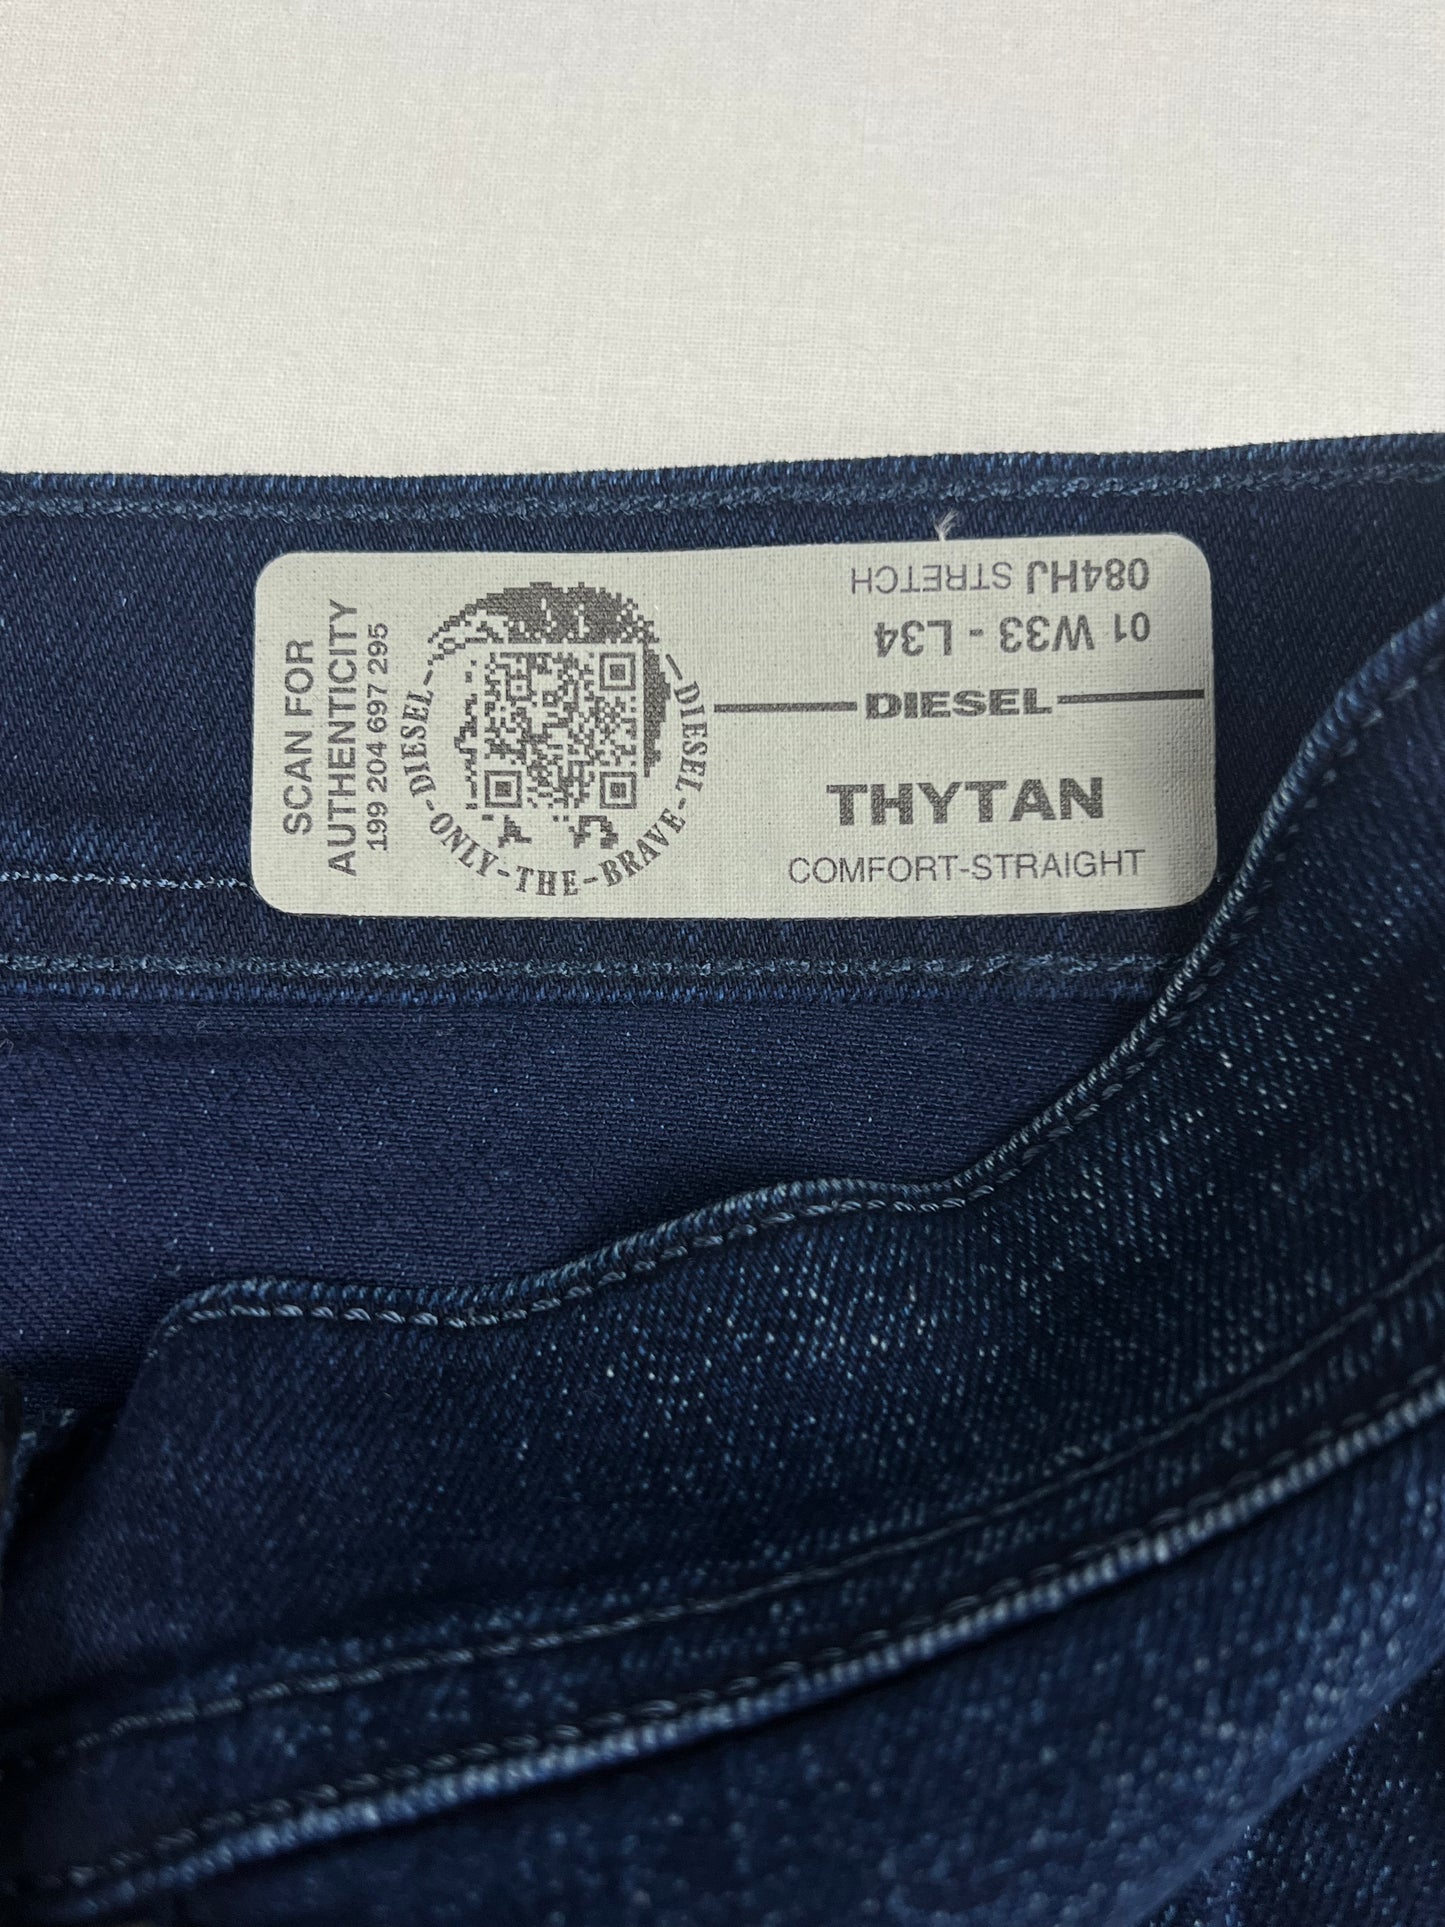 SCAN FOR
AUTHENTICITY
199 204 697 295
DIESEL-ONLY-THE-BRAVE-DIESEL
084HJ STRETCH
01 W33 - L34
DIESEL
THYTAN
COMFORT-STRAIGHT